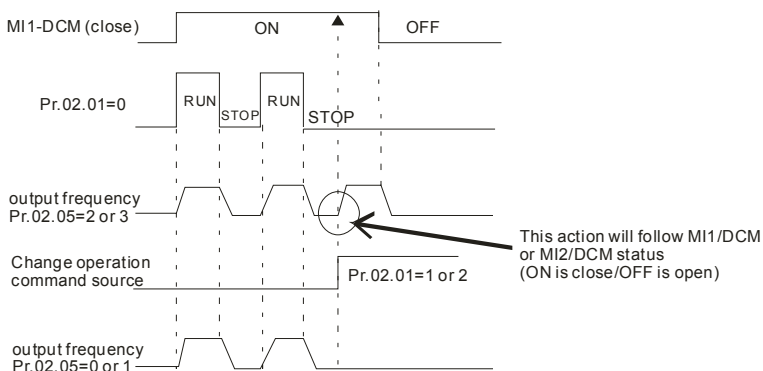 MI1-DCM (close)
ON
OFF
Pr.02.01=0
RUN
STOP
RUN
STOP
output frequency
Pr.02.05=2 or 3
This action will follow MI1/DCM
or MI2/DCM status
(ON is close/OFF is open)
Change operation
command source
Pr.02.01=1 or 2
output frequency
Pr.02.05=0 or 1